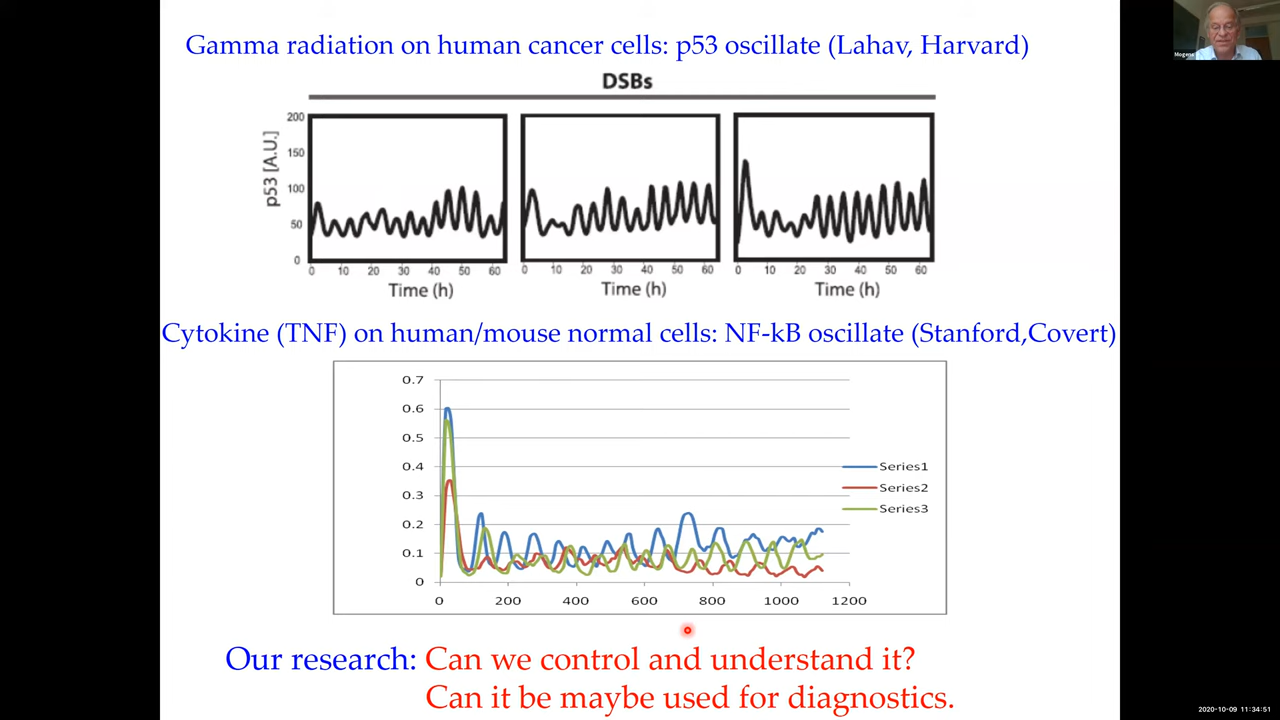 Gamma radiation on human cancer cells: p53 oscillate (Lahav, Harvard)
Mogens
DSBs
p53 [A.U.]
200
150
100
50
0
0 10 20 30 40 50 60
0 10 20 30 40 50 60
0 10 20 30 40 50 60
Time (h)
Time (h)
Time (h)
Cytokine (TNF) on human/mouse normal cells: NF-kB oscillate (Stanford,Covert)
0.7
0.6
0.5
0.4
0.3
0.2
0.1
0
Series1
Series2
Series3
0 200 400 600 800 1000 1200
Our research: Can we control and understand it?
Can it be maybe used for diagnostics.
2020-10-09 11:34:51